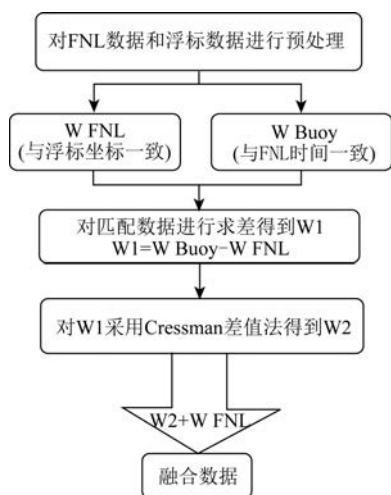 对FNL数据和浮标数据进行预处理
W FNL
(与浮标坐标一致)
W Buoy
(与FNL时间一致)
对匹配数据进行求差得到W1
W1=W Buoy-W FNL
对W1采用Cressman差值法得到W2
W2+W FNL
融合数据